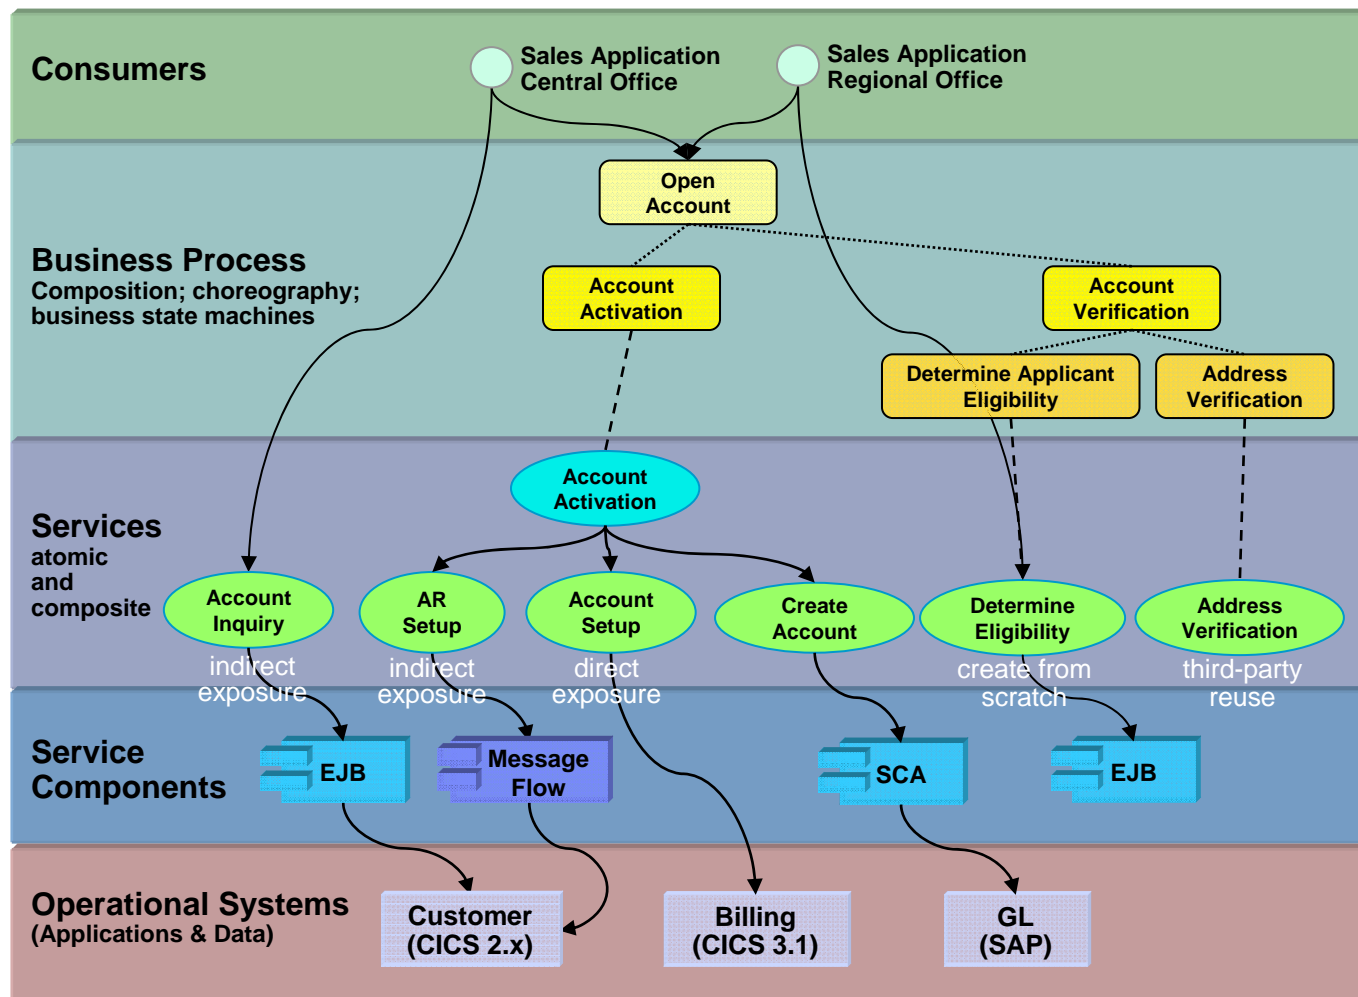 Consumers
Sales Application
Central Office
Sales Application
Regional Office
Business Process
Composition; choreography;
business state machines
Open
Account
Account
Activation
Account
Verification
Determine Applicant
Eligibility
Address
Verification
Services
atomic
and
composite
Account
Activation
Account
Inquiry
AR
Setup
Account
Setup
Create
Account
Determine
Eligibility
Address
Verification
indirect
exposure
indirect
exposure
direct
exposure
create from
scratch
third-party
reuse
Service
Components
EJB
Message
Flow
SCA
EJB
Operational Systems
(Applications & Data)
Customer
(CICS 2.x)
Billing
(CICS 3.1)
GL
(SAP)